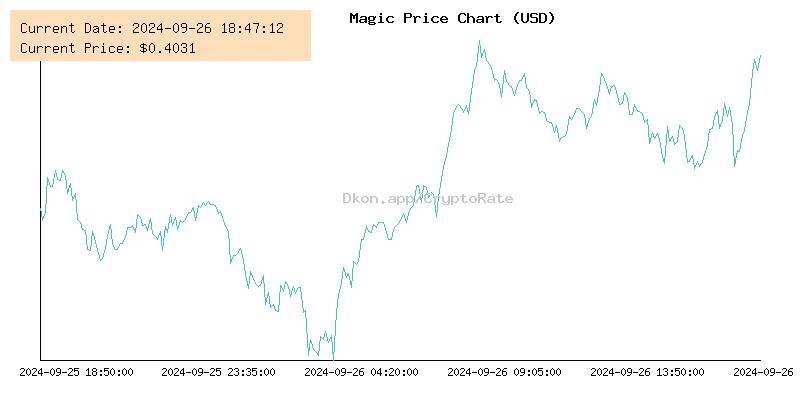 Magic Price Chart (USD)
Current Date: 2024-09-26 18:47:12
Current Price: $0.4031
Dkon.app/CryptoRate
2024-09-25 18:50:00
2024-09-25 23:35:00
2024-09-26 04:20:00
2024-09-26 09:05:00
2024-09-26 13:50:00
2024-09-26